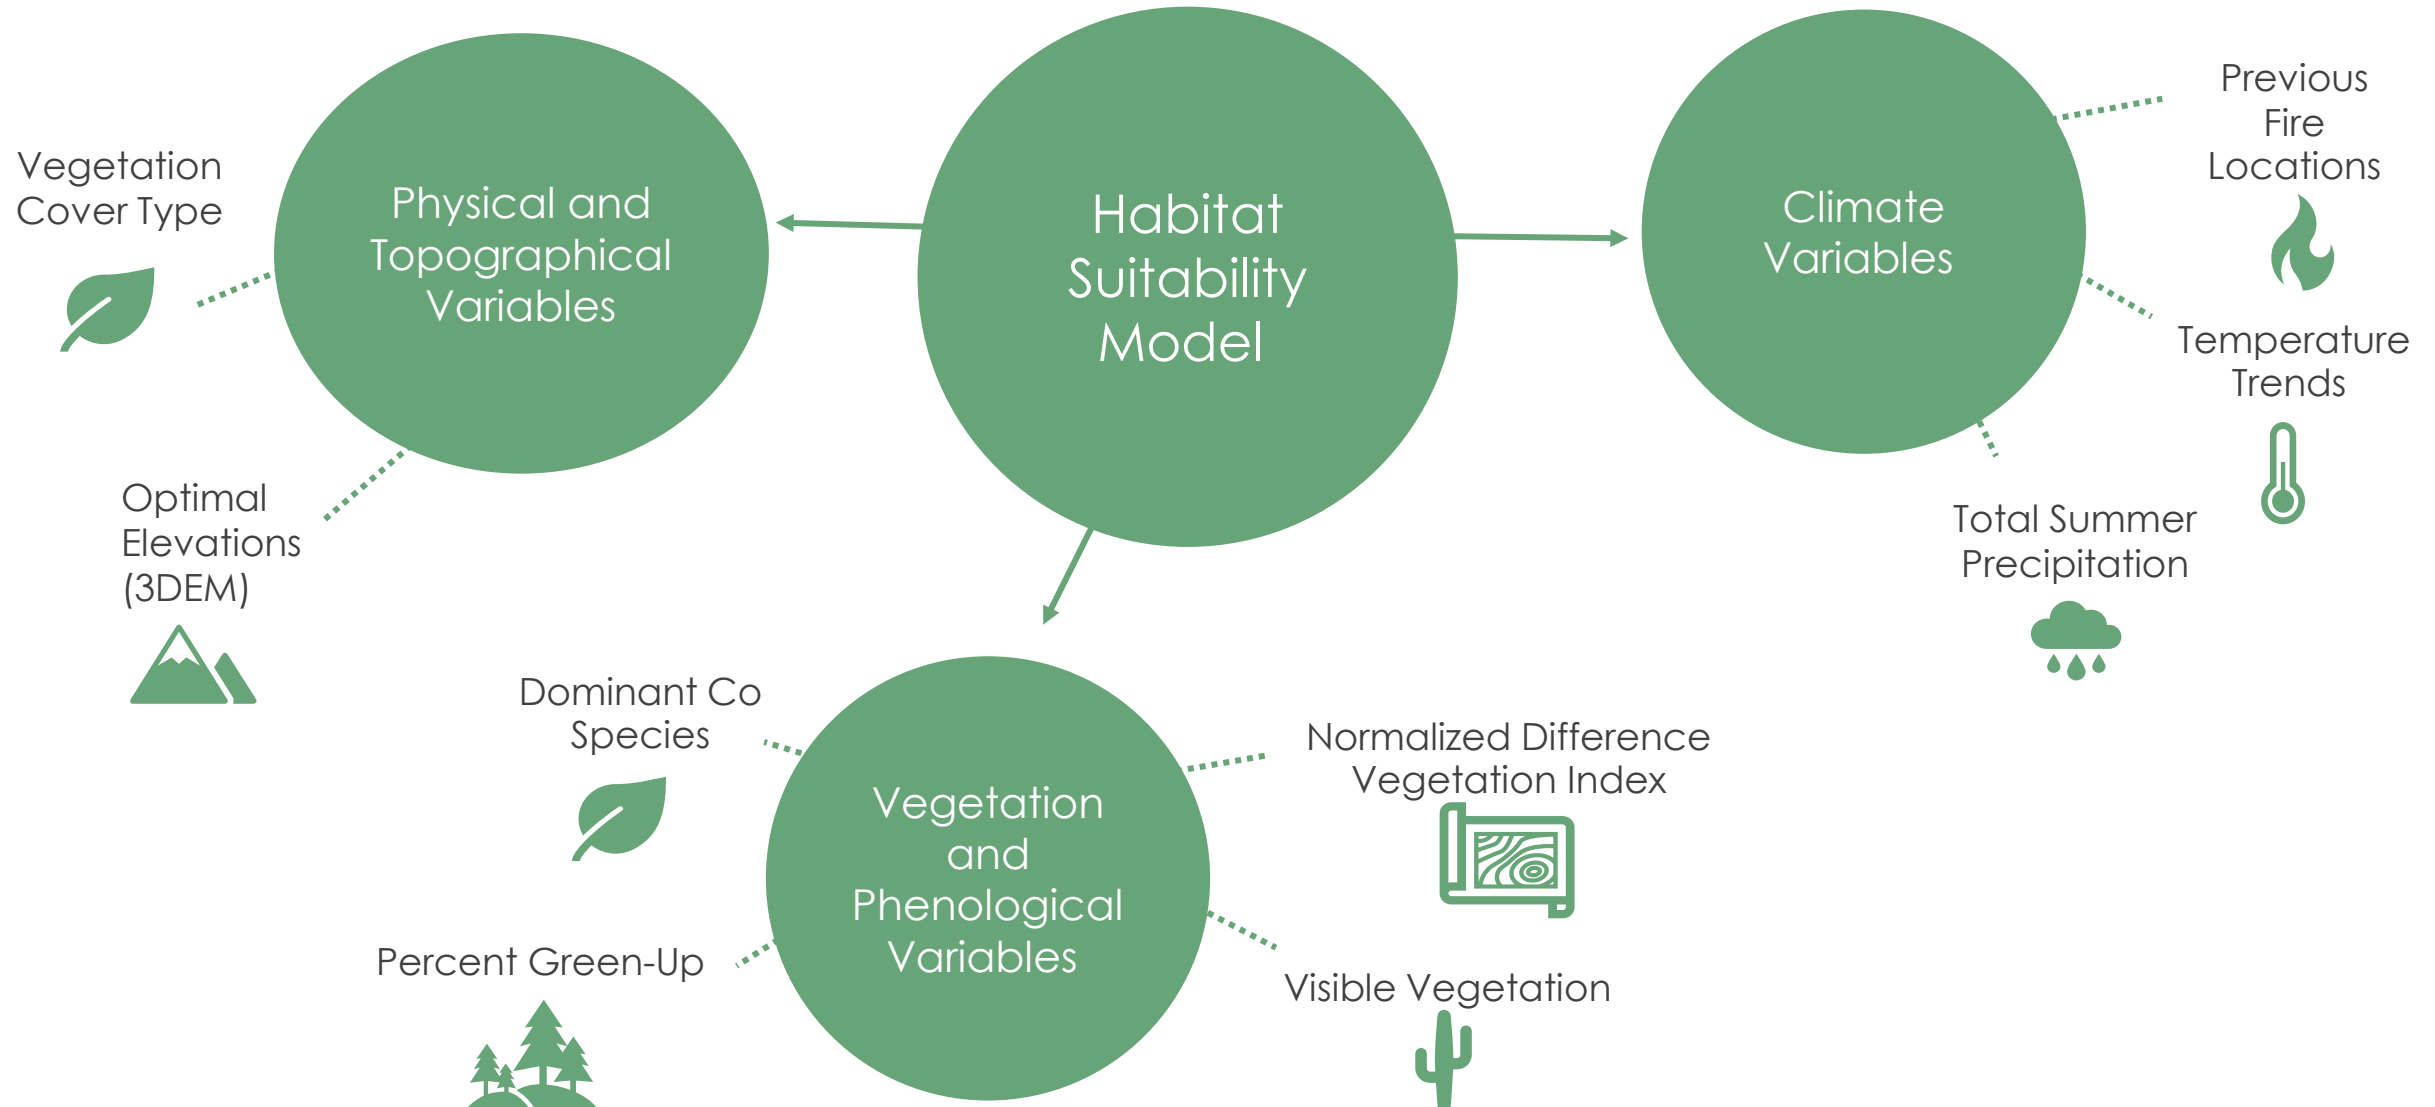 Vegetation
Cover Type
Physical and
Topographical
Variables
Optimal
Elevations
(3DEM)
Habitat
Suitability
Model
Climate
Variables
Previous
Fire
Locations
Temperature
Trends
Total Summer
Precipitation
Dominant Co
Species
Percent Green-Up
Vegetation
and
Phenological
Variables
Normalized Difference
Vegetation Index
Visible Vegetation